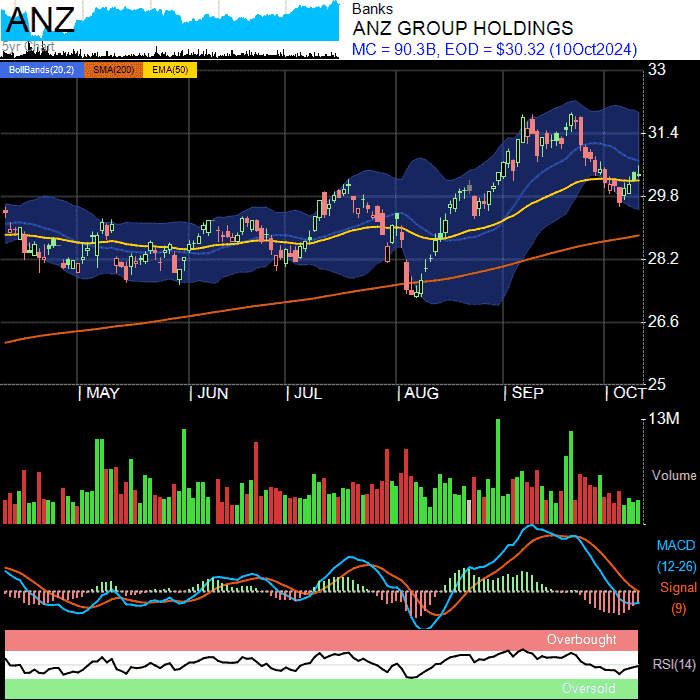 ANZ
5yr Chart
Banks
ANZ GROUP HOLDINGS
MC = 90.3B, EOD = $30.32 (10Oct2024)
BollBands(20,2) SMA(200) EMA(50)
33
31.4
29.8
28.2
26.6
25
| MAY | JUN | JUL | AUG | SEP | OCT
13M
Volume
MACD
(12-26)
Signal
(9)
Overbought
RSI(14)
Oversold